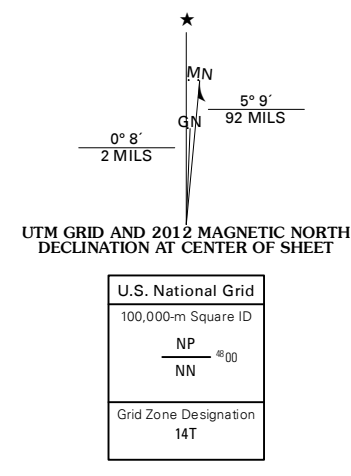 ★
MN
GN
5° 9´
92 MILS
0° 8´
2 MILS
UTM GRID AND 2012 MAGNETIC NORTH
DECLINATION AT CENTER OF SHEET
U.S. National Grid
100,000-m Square ID
NP
⁴⁸00
NN
Grid Zone Designation
14T